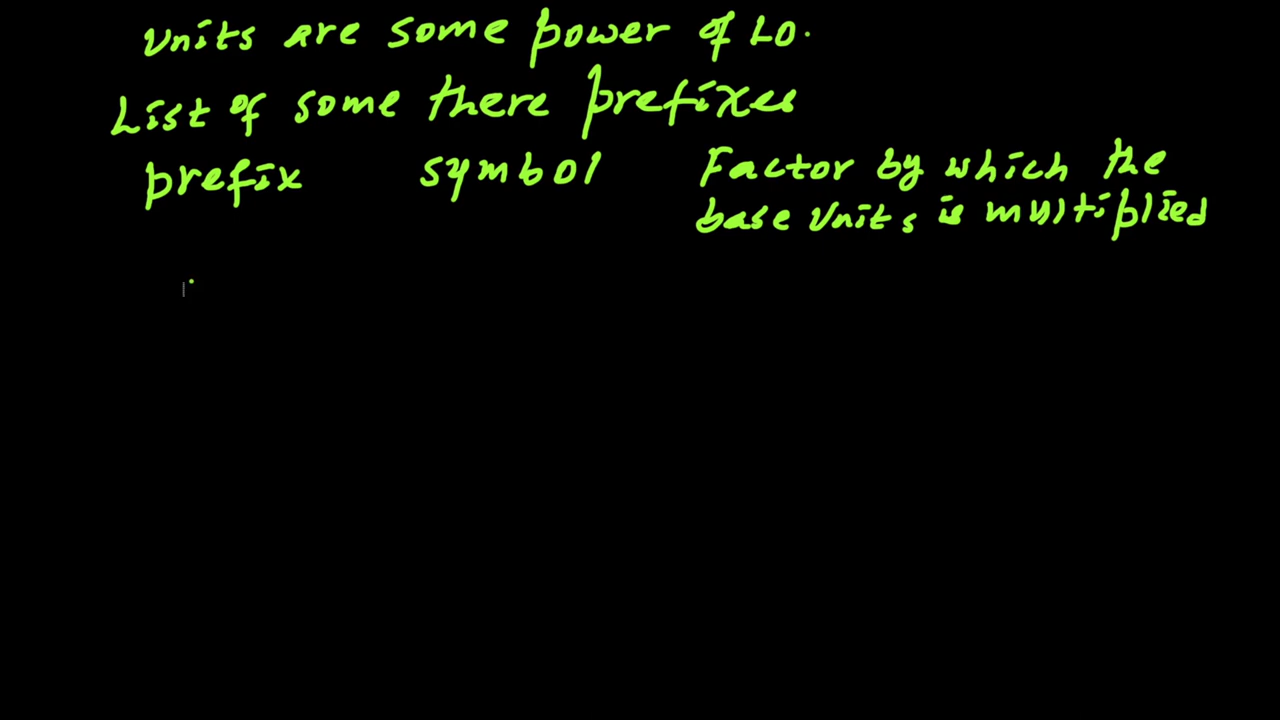 Units are some power of 10.
List of some there prefixes
prefix symbol Factor by which the
base Units is multiplied